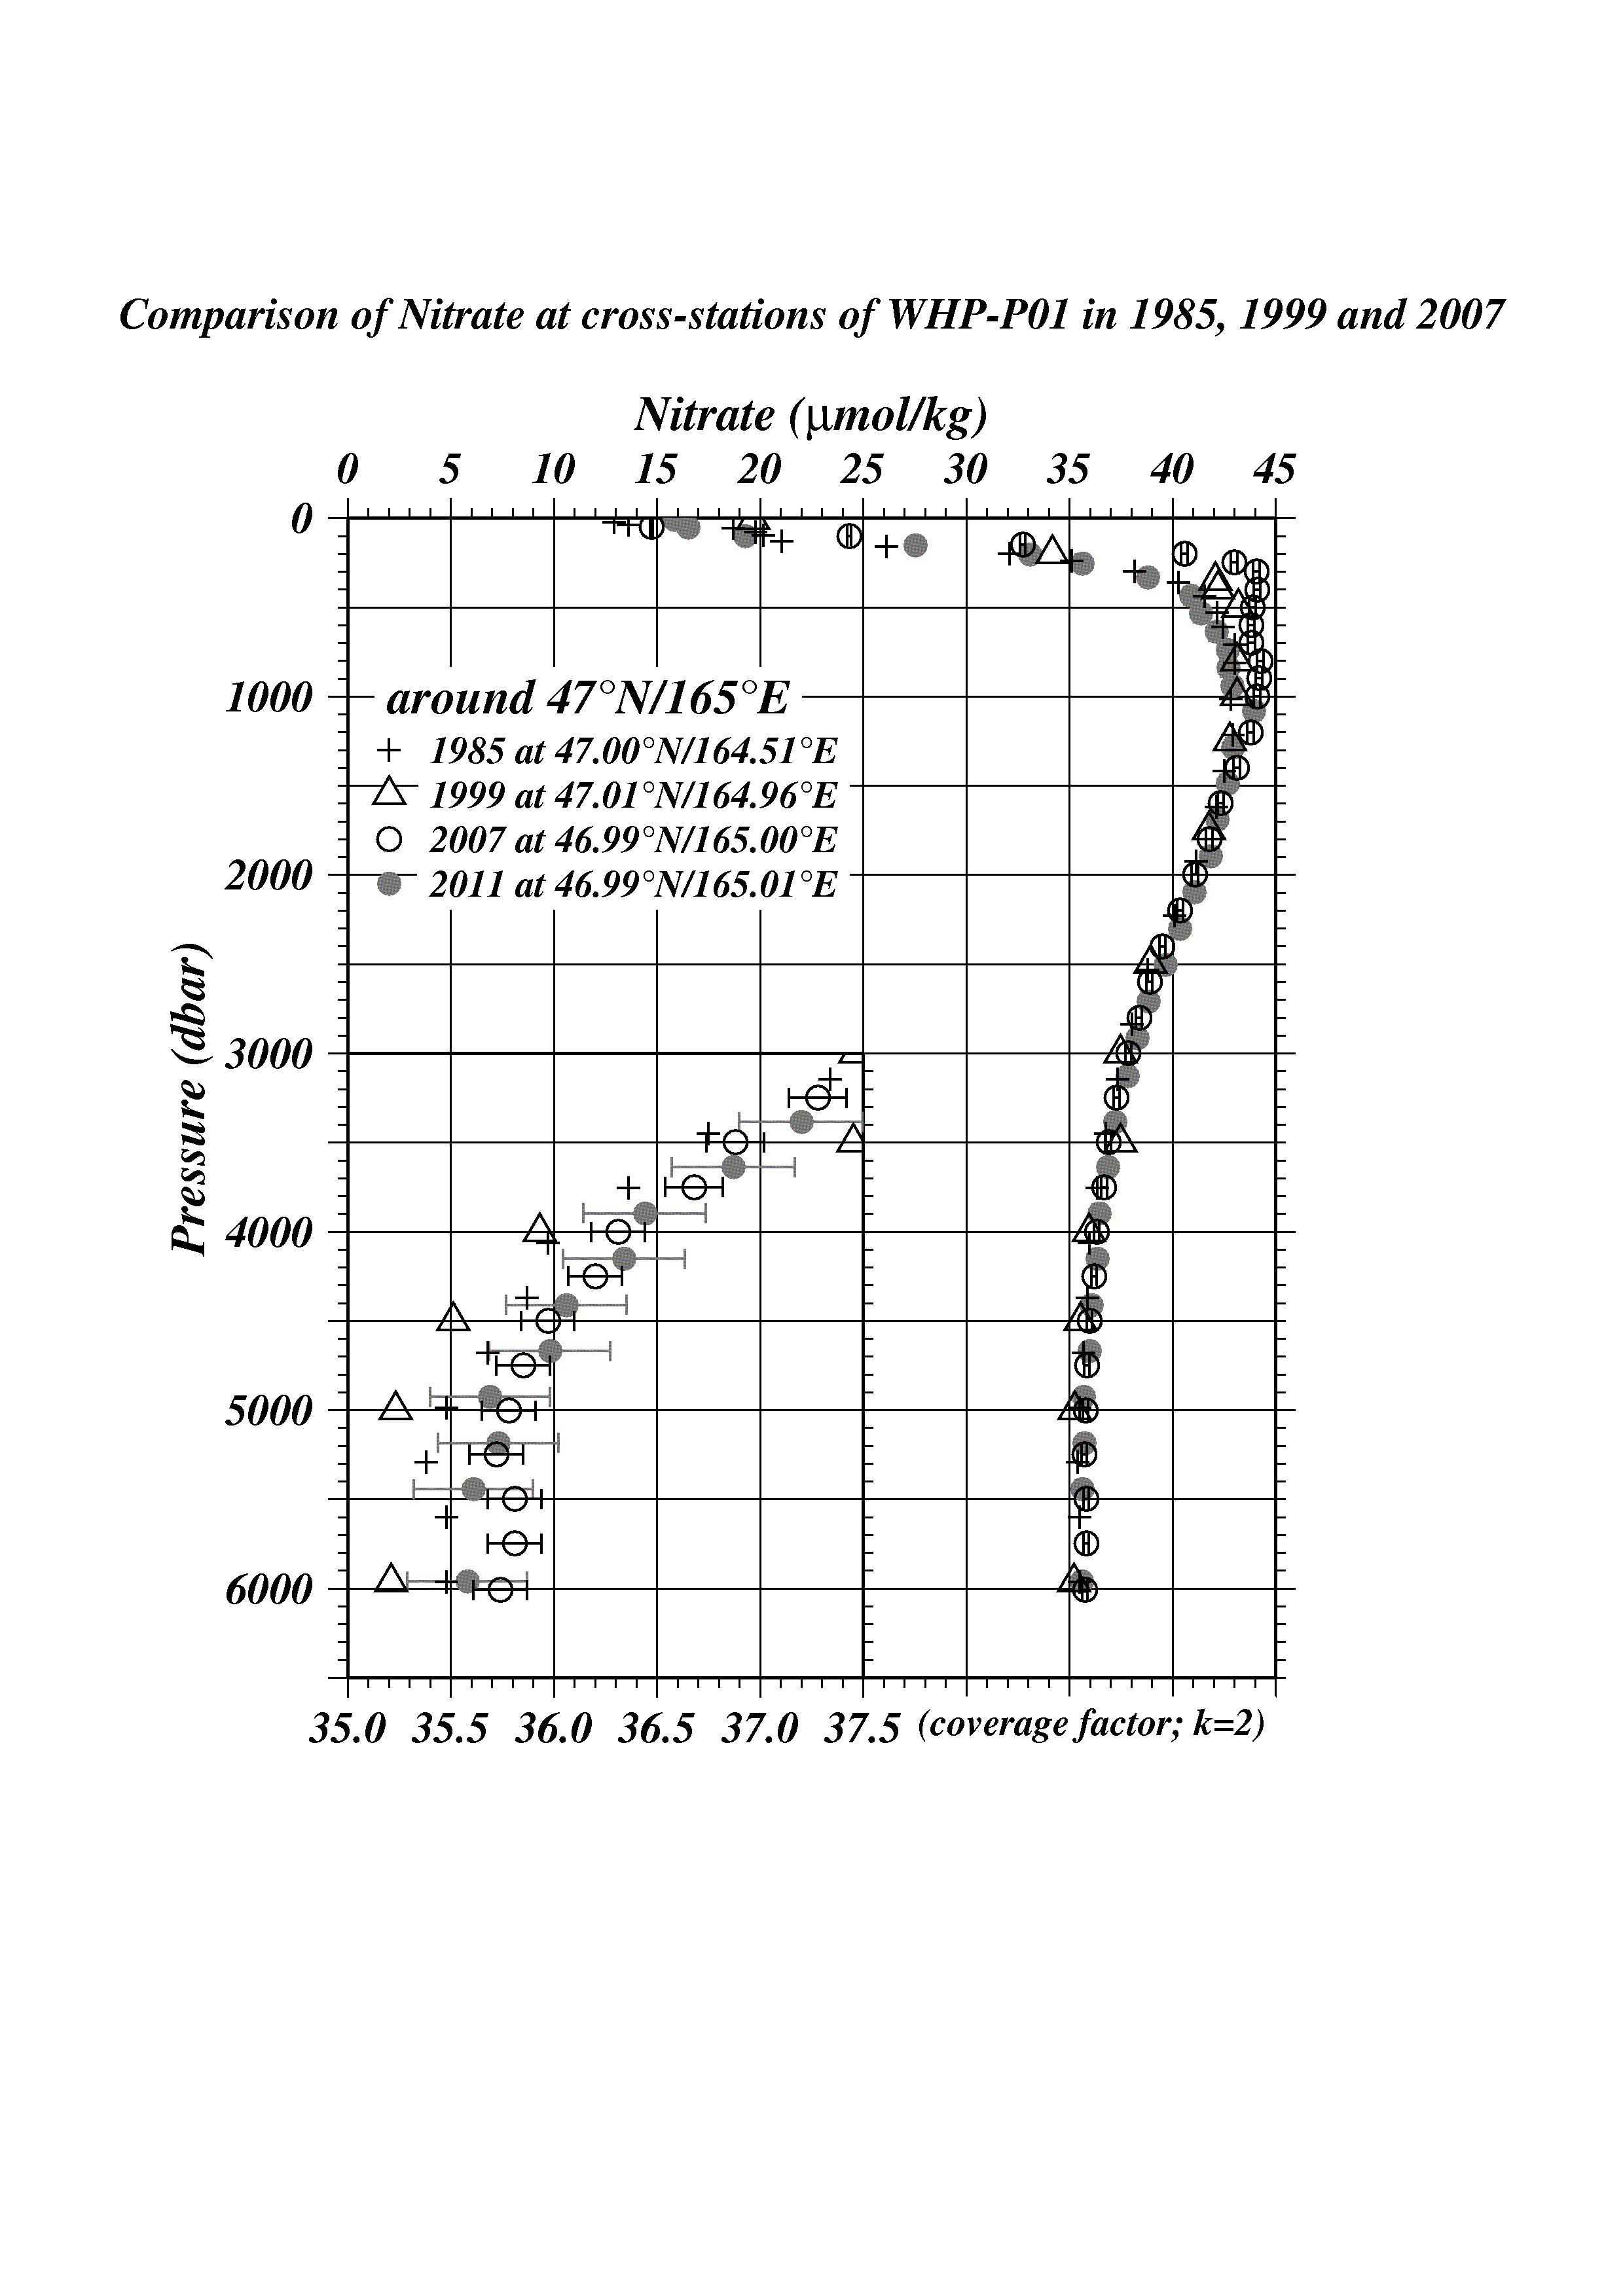 Comparison of Nitrate at cross-stations of WHP-P01 in 1985, 1999 and 2007
Nitrate (μmol/kg)
0 5 10 15 20 25 30 35 40 45
0
1000
2000
3000
4000
5000
6000
Pressure (dbar)
around 47°N/165°E
1985 at 47.00°N/164.51°E
1999 at 47.01°N/164.96°E
2007 at 46.99°N/165.00°E
2011 at 46.99°N/165.01°E
35.0 35.5 36.0 36.5 37.0 37.5 (coverage factor; k=2)